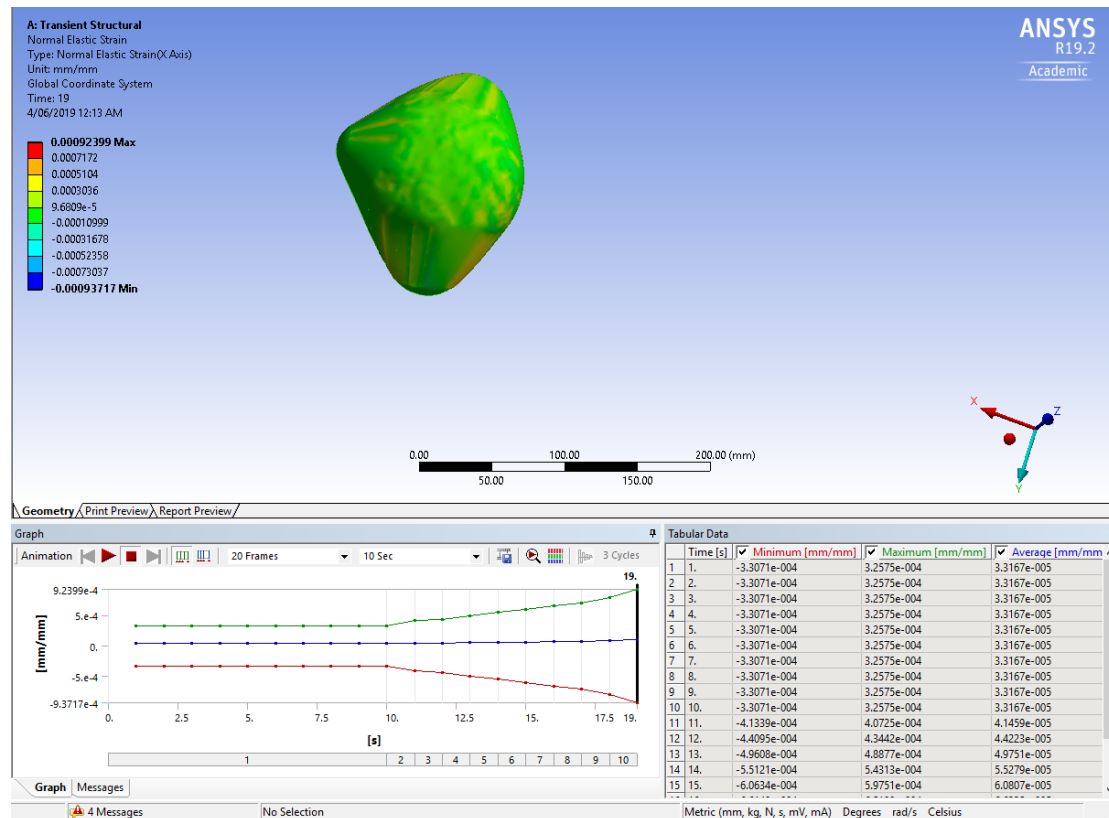 A: Transient Structural
Normal Elastic Strain
Type: Normal Elastic Strain(X Axis)
Unit: mm/mm
Global Coordinate System
Time: 19
4/06/2019 12:13 AM
ANSYS
R19.2
Academic
0.00092399 Max
0.0007172
0.0005104
0.0003036
9.6809e-5
-0.00010999
-0.00031678
-0.00052358
-0.00073037
-0.00093717 Min
X
Z
Y
0.00 100.00 200.00 (mm)
50.00 150.00
Geometry Print Preview Report Preview
Graph
Animation 20 Frames 10 Sec 3 Cycles
19.
9.2399e-4
5.e-4
0.
-5.e-4
-9.3717e-4
[mm/mm]
0. 2.5 5. 7.5 10. 12.5 15. 17.5 19.
[s]
1 2 3 4 5 6 7 8 9 10
Graph Messages
Tabular Data
Time [s] Minimum [mm/mm] Maximum [mm/mm] Average [mm/mm
1 1. -3.3071e-004 3.2575e-004 3.3167e-005
2 2. -3.3071e-004 3.2575e-004 3.3167e-005
3 3. -3.3071e-004 3.2575e-004 3.3167e-005
4 4. -3.3071e-004 3.2575e-004 3.3167e-005
5 5. -3.3071e-004 3.2575e-004 3.3167e-005
6 6. -3.3071e-004 3.2575e-004 3.3167e-005
7 7. -3.3071e-004 3.2575e-004 3.3167e-005
8 8. -3.3071e-004 3.2575e-004 3.3167e-005
9 9. -3.3071e-004 3.2575e-004 3.3167e-005
10 10. -3.3071e-004 3.2575e-004 3.3167e-005
11 11. -4.1339e-004 4.0725e-004 4.1459e-005
12 12. -4.4095e-004 4.3442e-004 4.4223e-005
13 13. -4.9608e-004 4.8877e-004 4.9751e-005
14 14. -5.5121e-004 5.4313e-004 5.5279e-005
15 15. -6.0634e-004 5.9751e-004 6.0807e-005
4 Messages No Selection Metric (mm, kg, N, s, mV, mA) Degrees rad/s Celsius